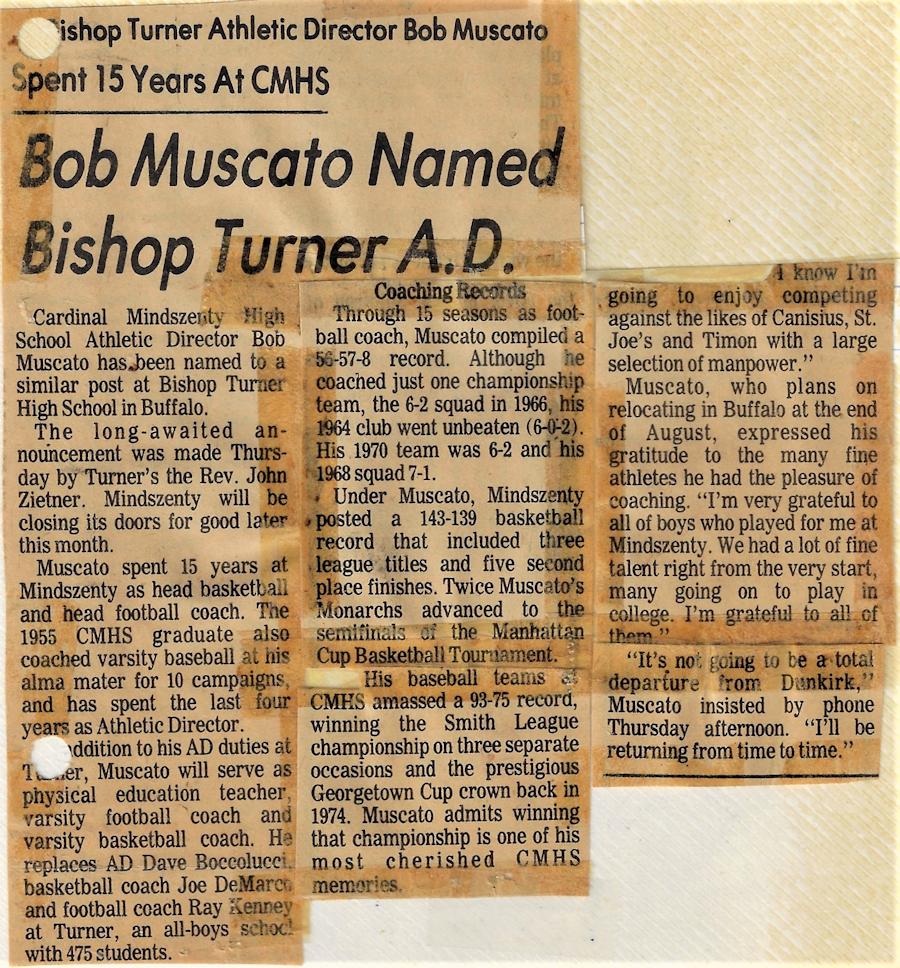 Bishop Turner Athletic Director Bob Muscato
Spent 15 Years At CMHS
Bob Muscato Named
Bishop Turner A.D.
Cardinal Mindszenty High
School Athletic Director Bob
Muscato has been named to a
similar post at Bishop Turner
High School in Buffalo.
The long-awaited an-
nouncement was made Thurs-
day by Turner's the Rev. John
Zietner. Mindszenty will be
closing its doors for good later
this month.
Muscato spent 15 years at
Mindszenty as head basketball
and head football coach. The
1955 CMHS graduate also
coached varsity baseball at his
alma mater for 10 campaigns,
and has spent the last four
years as Athletic Director.
addition to his AD duties at
Turner, Muscato will serve as
physical education teacher,
varsity football coach and
varsity basketball coach. He
replaces AD Dave Boccolucci,
basketball coach Joe DeMarco
and football coach Ray Kenney
at Turner, an all-boys school
with 475 students.
Coaching Records
Through 15 seasons as foot-
ball coach, Muscato compiled a
56-57-8 record. Although he
coached just one championship
team, the 6-2 squad in 1966, his
1964 club went unbeaten (6-0-2).
His 1970 team was 6-2 and his
1968 squad 7-1.
Under Muscato, Mindszenty
posted a 143-139 basketball
record that included three
league titles and five second
place finishes. Twice Muscato's
Monarchs advanced to the
semifinals of the Manhattan
Cup Basketball Tournament.
His baseball teams at
CMHS amassed a 93-75 record,
winning the Smith League
championship on three separate
occasions and the prestigious
Georgetown Cup crown back in
1974. Muscato admits winning
that championship is one of his
most cherished CMHS
memories.
I know I'm
going to enjoy competing
against the likes of Canisius, St.
Joe's and Timon with a large
selection of manpower."
Muscato, who plans on
relocating in Buffalo at the end
of August, expressed his
gratitude to the many fine
athletes he had the pleasure of
coaching. "I'm very grateful to
all of boys who played for me at
Mindszenty. We had a lot of fine
talent right from the very start,
many going on to play in
college. I'm grateful to all of
them."
"It's not going to be a total
departure from Dunkirk,"
Muscato insisted by phone
Thursday afternoon. "I'll be
returning from time to time."